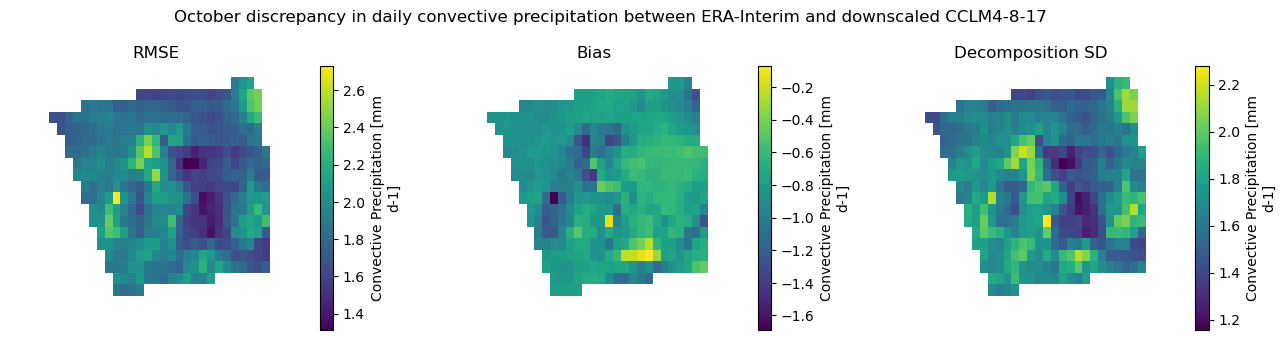 October discrepancy in daily convective precipitation between ERA-Interim and downscaled CCLM4-8-17
RMSE
2.6
2.4
2.2
2.0
1.8
1.6
1.4
Convective Precipitation [mm
d-1]
Bias
−0.2
−0.4
−0.6
−0.8
−1.0
−1.2
−1.4
−1.6
Convective Precipitation [mm
d-1]
Decomposition SD
2.2
2.0
1.8
1.6
1.4
1.2
Convective Precipitation [mm
d-1]